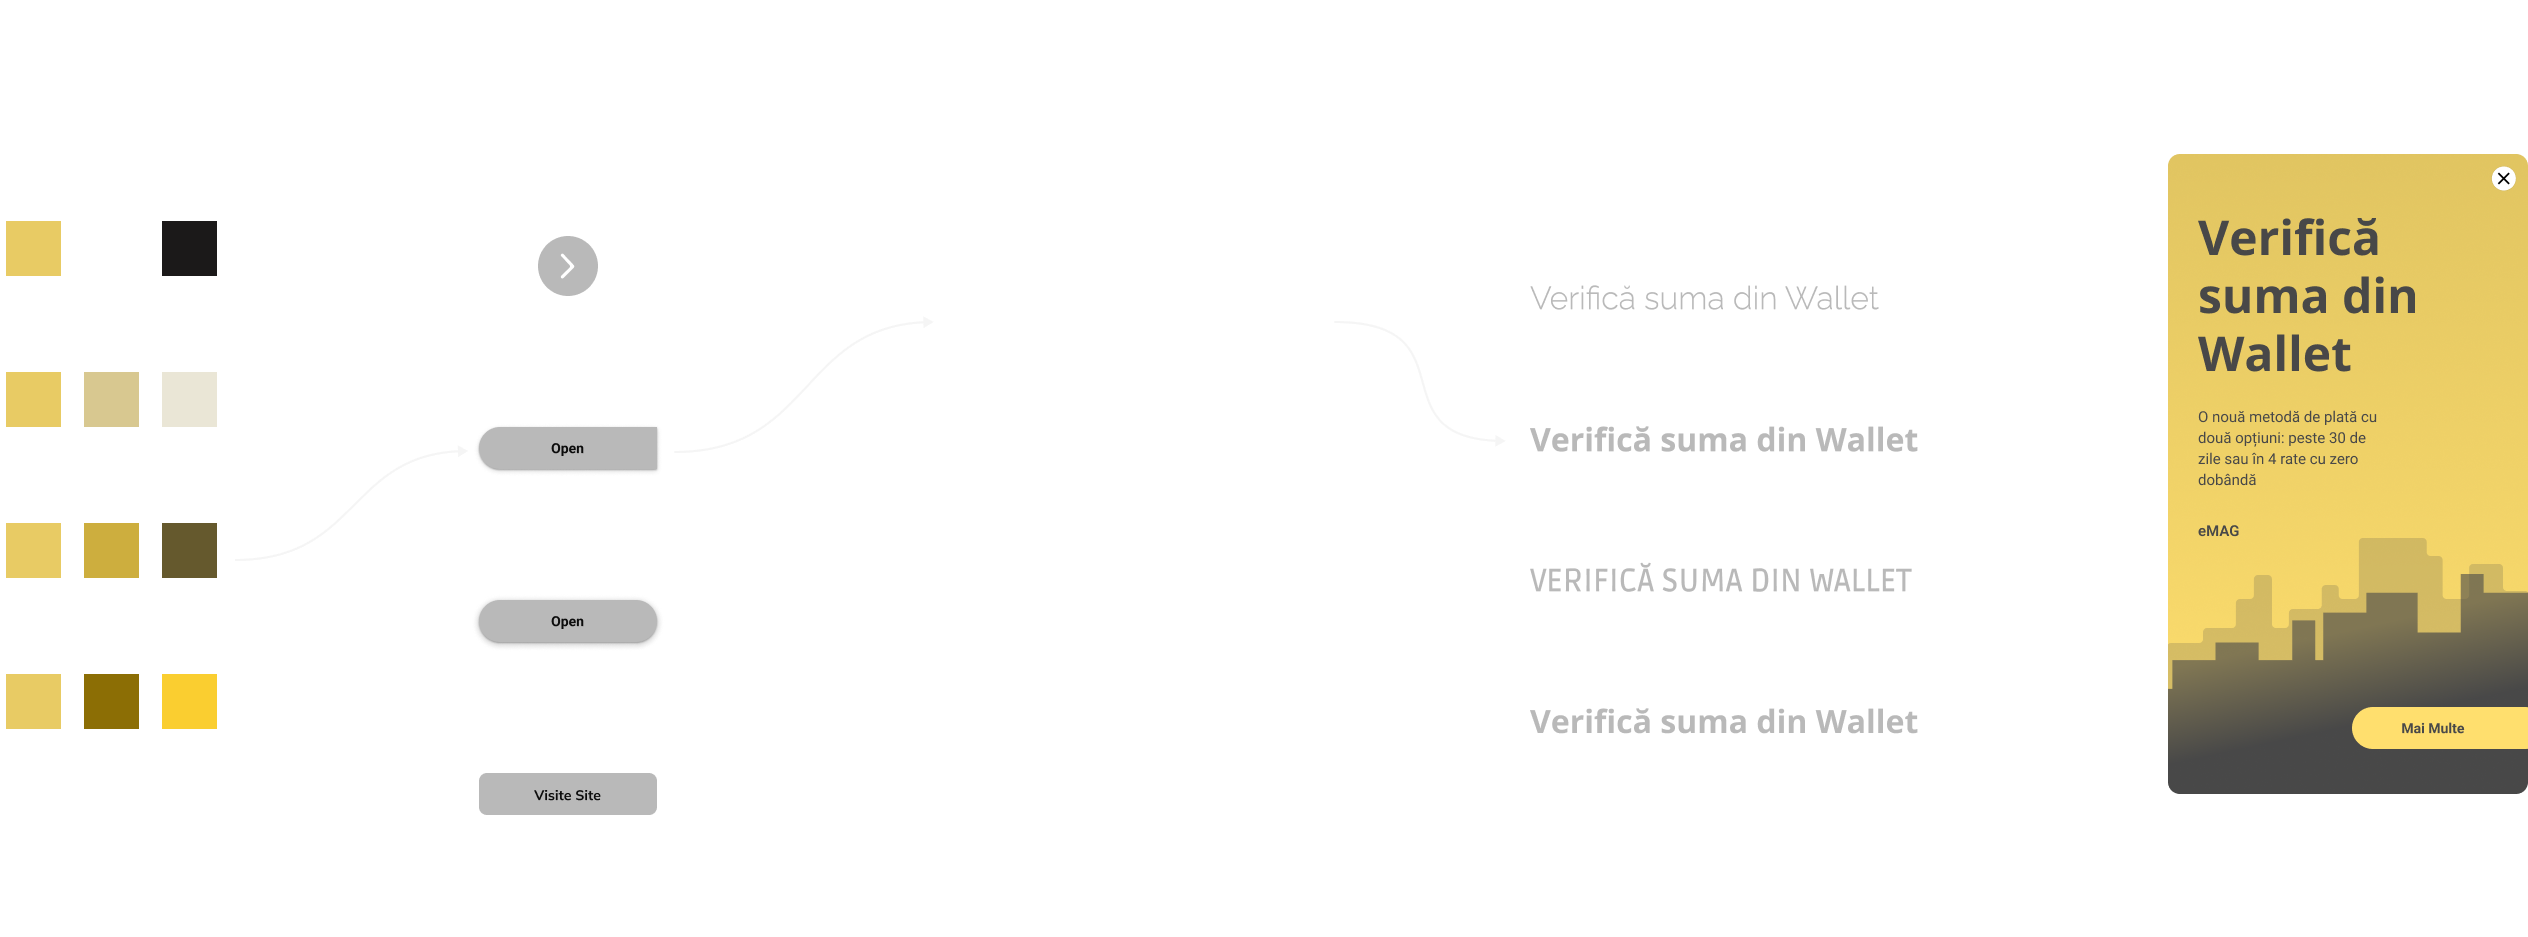 Open
Open
Visite Site
Verifică suma din Wallet
Verifică suma din Wallet
VERIFICĂ SUMA DIN WALLET
Verifică suma din Wallet
Verifică
suma din
Wallet
O nouă metodă de plată cu
două opțiuni: peste 30 de
zile sau în 4 rate cu zero
dobândă
eMAG
Mai Multe